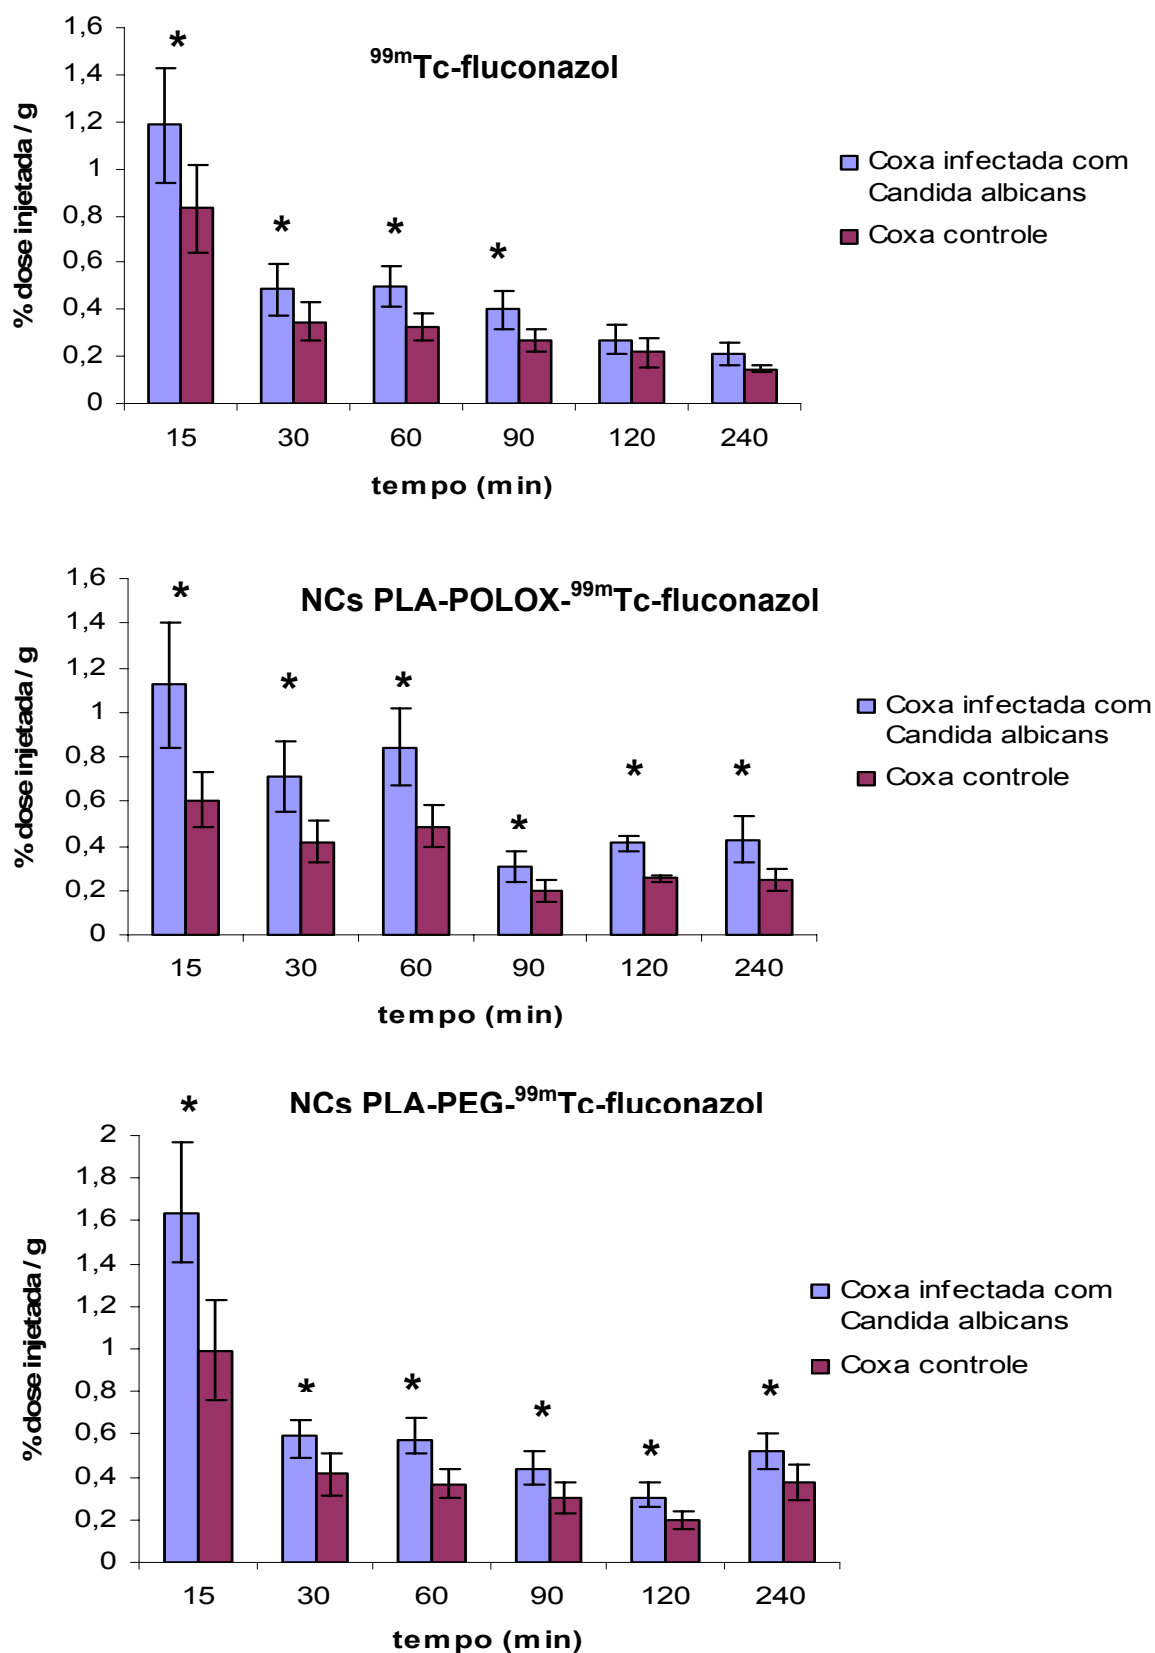 99mTc-fluconazol
*
* * *
% dose injetada / g
1,6
1,4
1,2
1
0,8
0,6
0,4
0,2
0
15 30 60 90 120 240
tempo (min)
Coxa infectada com
Candida albicans
Coxa controle
NCs PLA-POLOX-99mTc-fluconazol
*
* * * * *
% dose injetada / g
1,6
1,4
1,2
1
0,8
0,6
0,4
0,2
0
15 30 60 90 120 240
tempo (min)
Coxa infectada com
Candida albicans
Coxa controle
NCs PLA-PEG-99mTc-fluconazol
*
* * * * *
% dose injetada / g
2
1,8
1,6
1,4
1,2
1
0,8
0,6
0,4
0,2
0
15 30 60 90 120 240
tempo (min)
Coxa infectada com
Candida albicans
Coxa controle